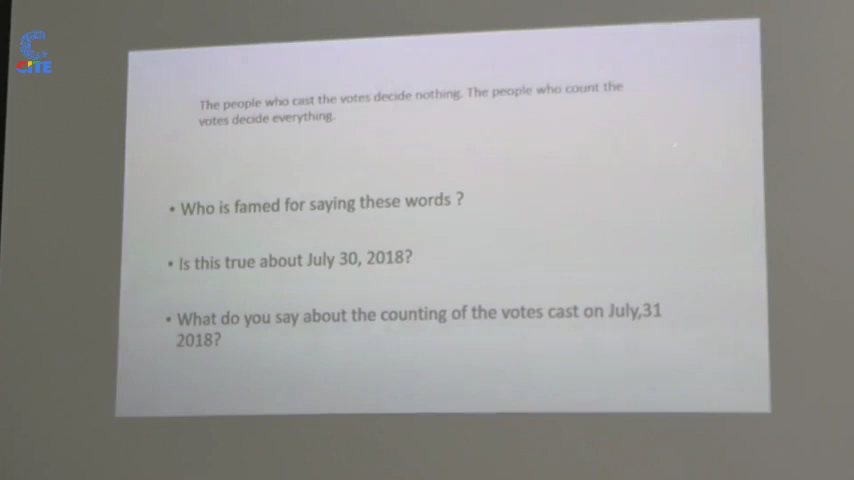 CITE
The people who cast the votes decide nothing. The people who count the
votes decide everything.
• Who is famed for saying these words ?
• Is this true about July 30, 2018?
• What do you say about the counting of the votes cast on July,31
2018?